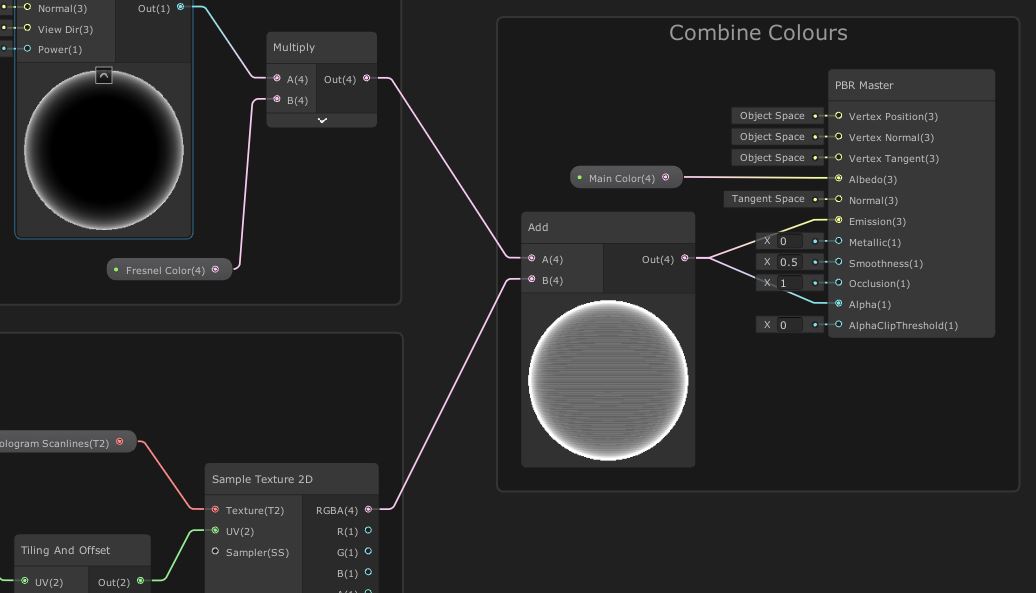 Normal(3)
View Dir(3)
Power(1)
Out(1)
Multiply
A(4)
B(4)
Out(4)
Fresnel Color(4)
ologram Scanlines(T2)
Tiling And Offset
UV(2)
Out(2)
Sample Texture 2D
Texture(T2)
UV(2)
Sampler(SS)
RGBA(4)
R(1)
G(1)
B(1)
Combine Colours
Main Color(4)
Add
A(4)
B(4)
Out(4)
PBR Master
Object Space Vertex Position(3)
Object Space Vertex Normal(3)
Object Space Vertex Tangent(3)
Albedo(3)
Tangent Space Normal(3)
Emission(3)
X 0 Metallic(1)
X 0.5 Smoothness(1)
X 1 Occlusion(1)
Alpha(1)
X 0 AlphaClipThreshold(1)